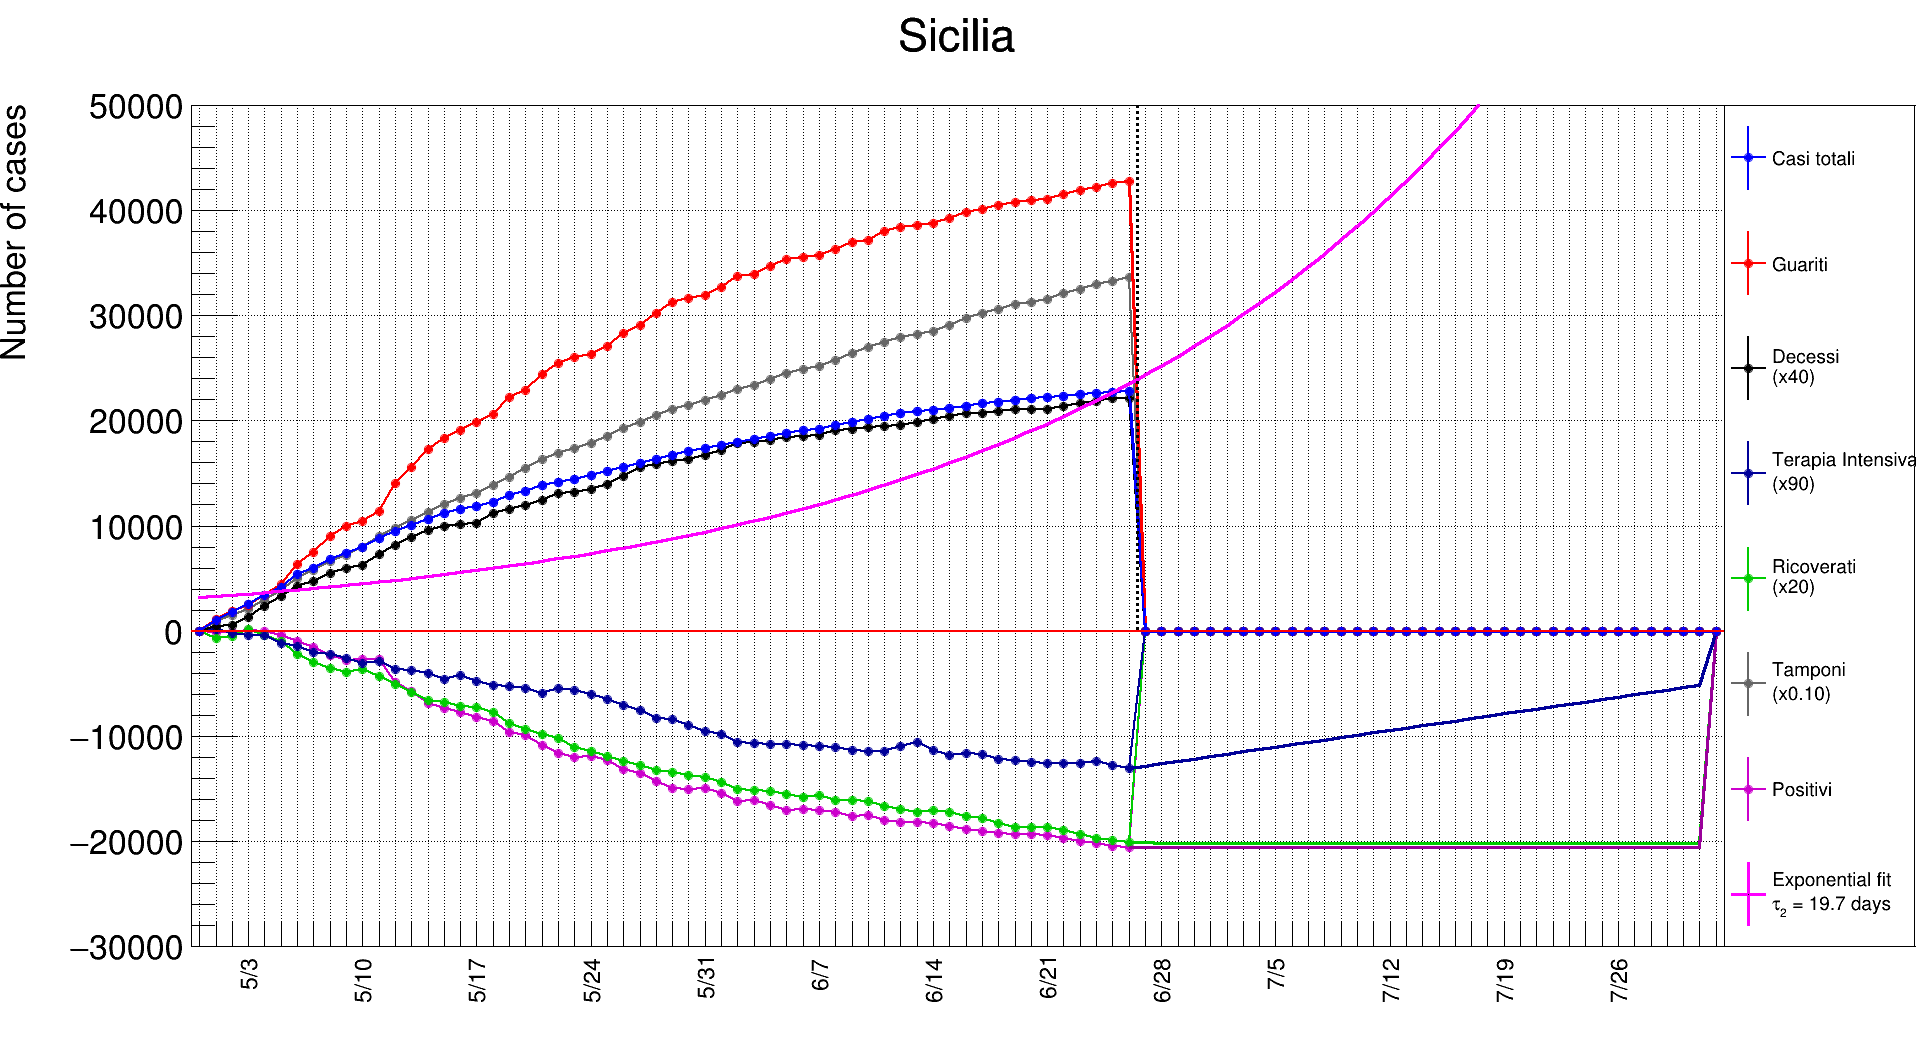 Sicilia
Number of cases
50000
40000
30000
20000
10000
0
−10000
−20000
−30000
5/3
5/10
5/17
5/24
5/31
6/7
6/14
6/21
6/28
7/5
7/12
7/19
7/26
Casi totali
Guariti
Decessi
(x40)
Terapia Intensiva
(x90)
Ricoverati
(x20)
Tamponi
(x0.10)
Positivi
Exponential fit
τ2 = 19.7 days